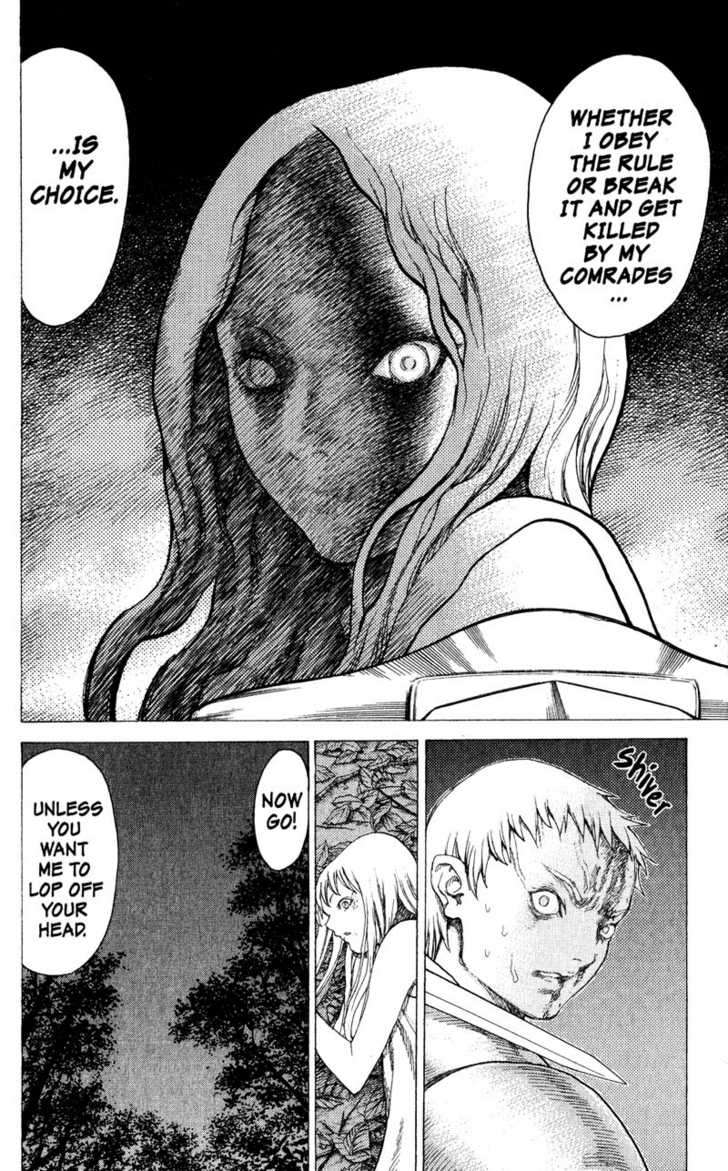 WHETHER
I OBEY
THE RULE
OR BREAK
IT AND GET
KILLED
BY MY
COMRADES
...
...IS
MY
CHOICE.
Shiver
NOW
GO!
UNLESS
YOU
WANT
ME TO
LOP OFF
YOUR
HEAD.